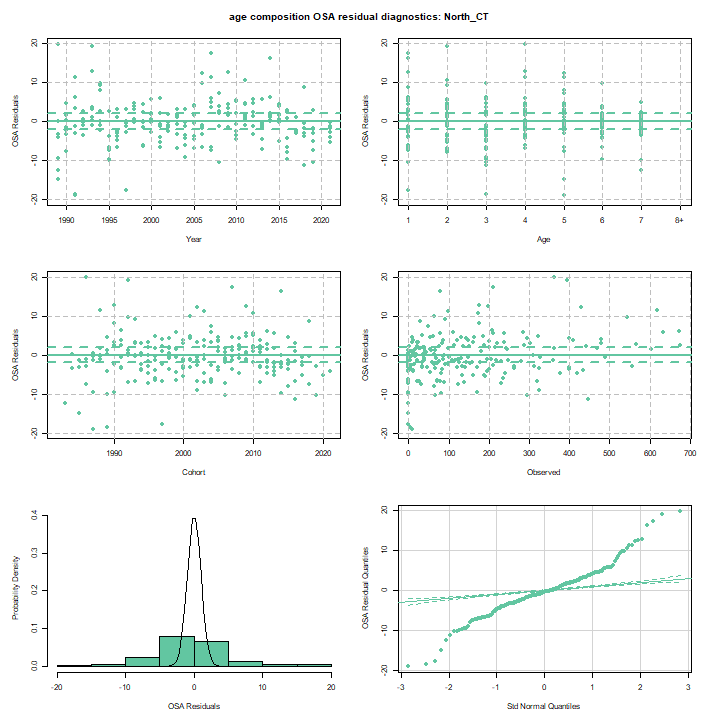 age composition OSA residual diagnostics: North_CT
OSA Residuals
20
10
0
-10
-20
1990 1995 2000 2005 2010 2015 2020
Year
OSA Residuals
20
10
0
-10
-20
1 2 3 4 5 6 7 8+
Age
OSA Residuals
20
10
0
-10
-20
1990 2000 2010 2020
Cohort
OSA Residuals
20
10
0
-10
-20
0 100 200 300 400 500 600 700
Observed
Probability Density
0.4
0.3
0.2
0.1
0.0
-20 -10 0 10 20
OSA Residuals
OSA Residual Quantiles
20
10
0
-10
-20
-3 -2 -1 0 1 2 3
Std Normal Quantiles